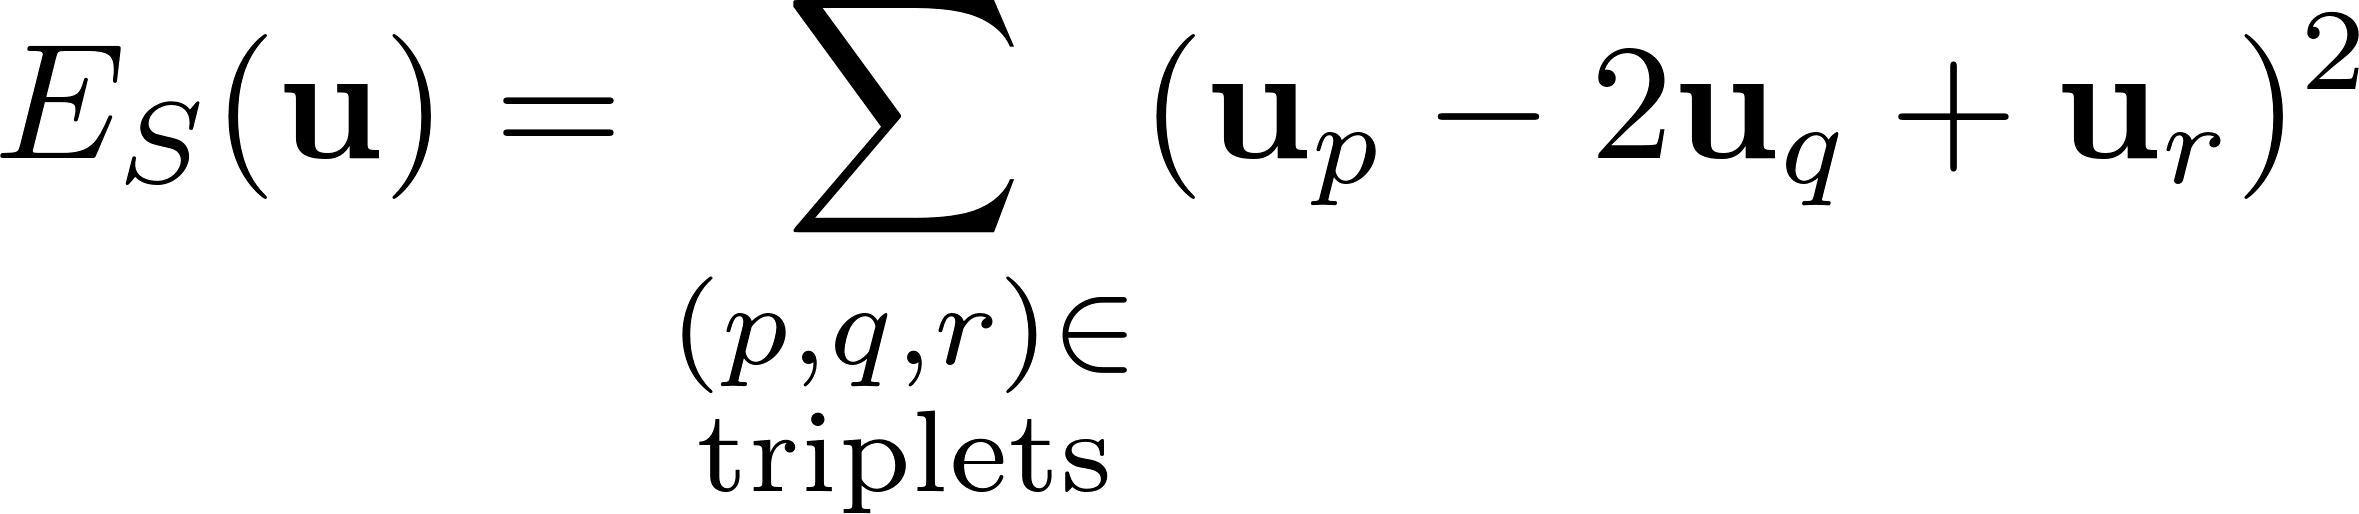 E_S(𝐮) = ∑ (𝐮_p − 2𝐮_q + 𝐮_r)²
(p,q,r)∈
triplets